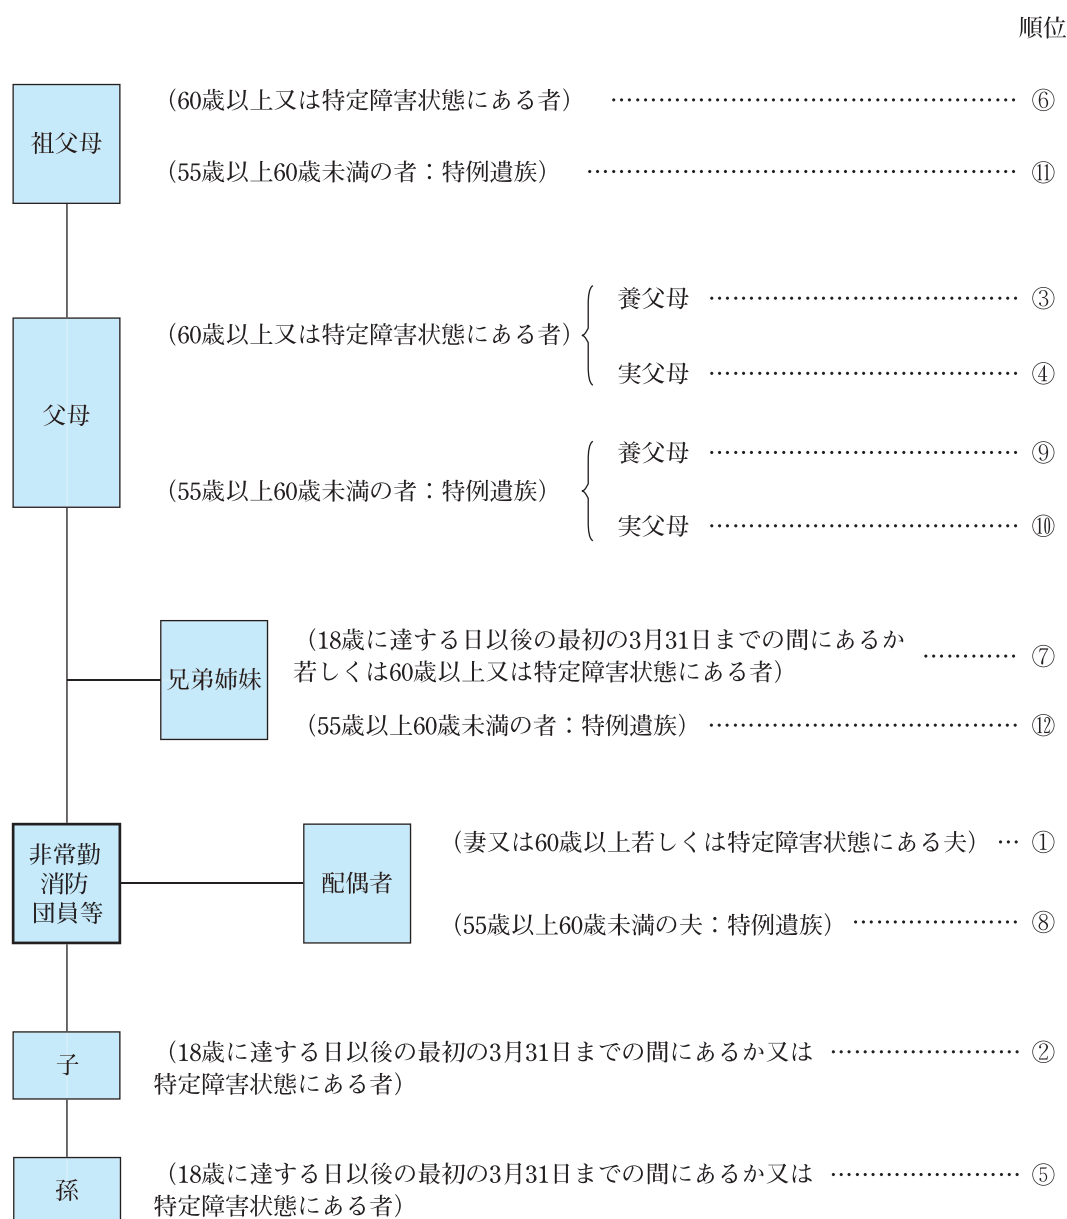 順位
祖父母
（60歳以上又は特定障害状態にある者） ⑥
（55歳以上60歳未満の者：特例遺族） ⑪
父母
（60歳以上又は特定障害状態にある者）
養父母 ③
実父母 ④
（55歳以上60歳未満の者：特例遺族）
養父母 ⑨
実父母 ⑩
兄弟姉妹
（18歳に達する日以後の最初の3月31日までの間にあるか
若しくは60歳以上又は特定障害状態にある者） ⑦
（55歳以上60歳未満の者：特例遺族） ⑫
非常勤
消防
団員等
配偶者
（妻又は60歳以上若しくは特定障害状態にある夫） ①
（55歳以上60歳未満の夫：特例遺族） ⑧
子
（18歳に達する日以後の最初の3月31日までの間にあるか又は ②
特定障害状態にある者）
孫
（18歳に達する日以後の最初の3月31日までの間にあるか又は ⑤
特定障害状態にある者）